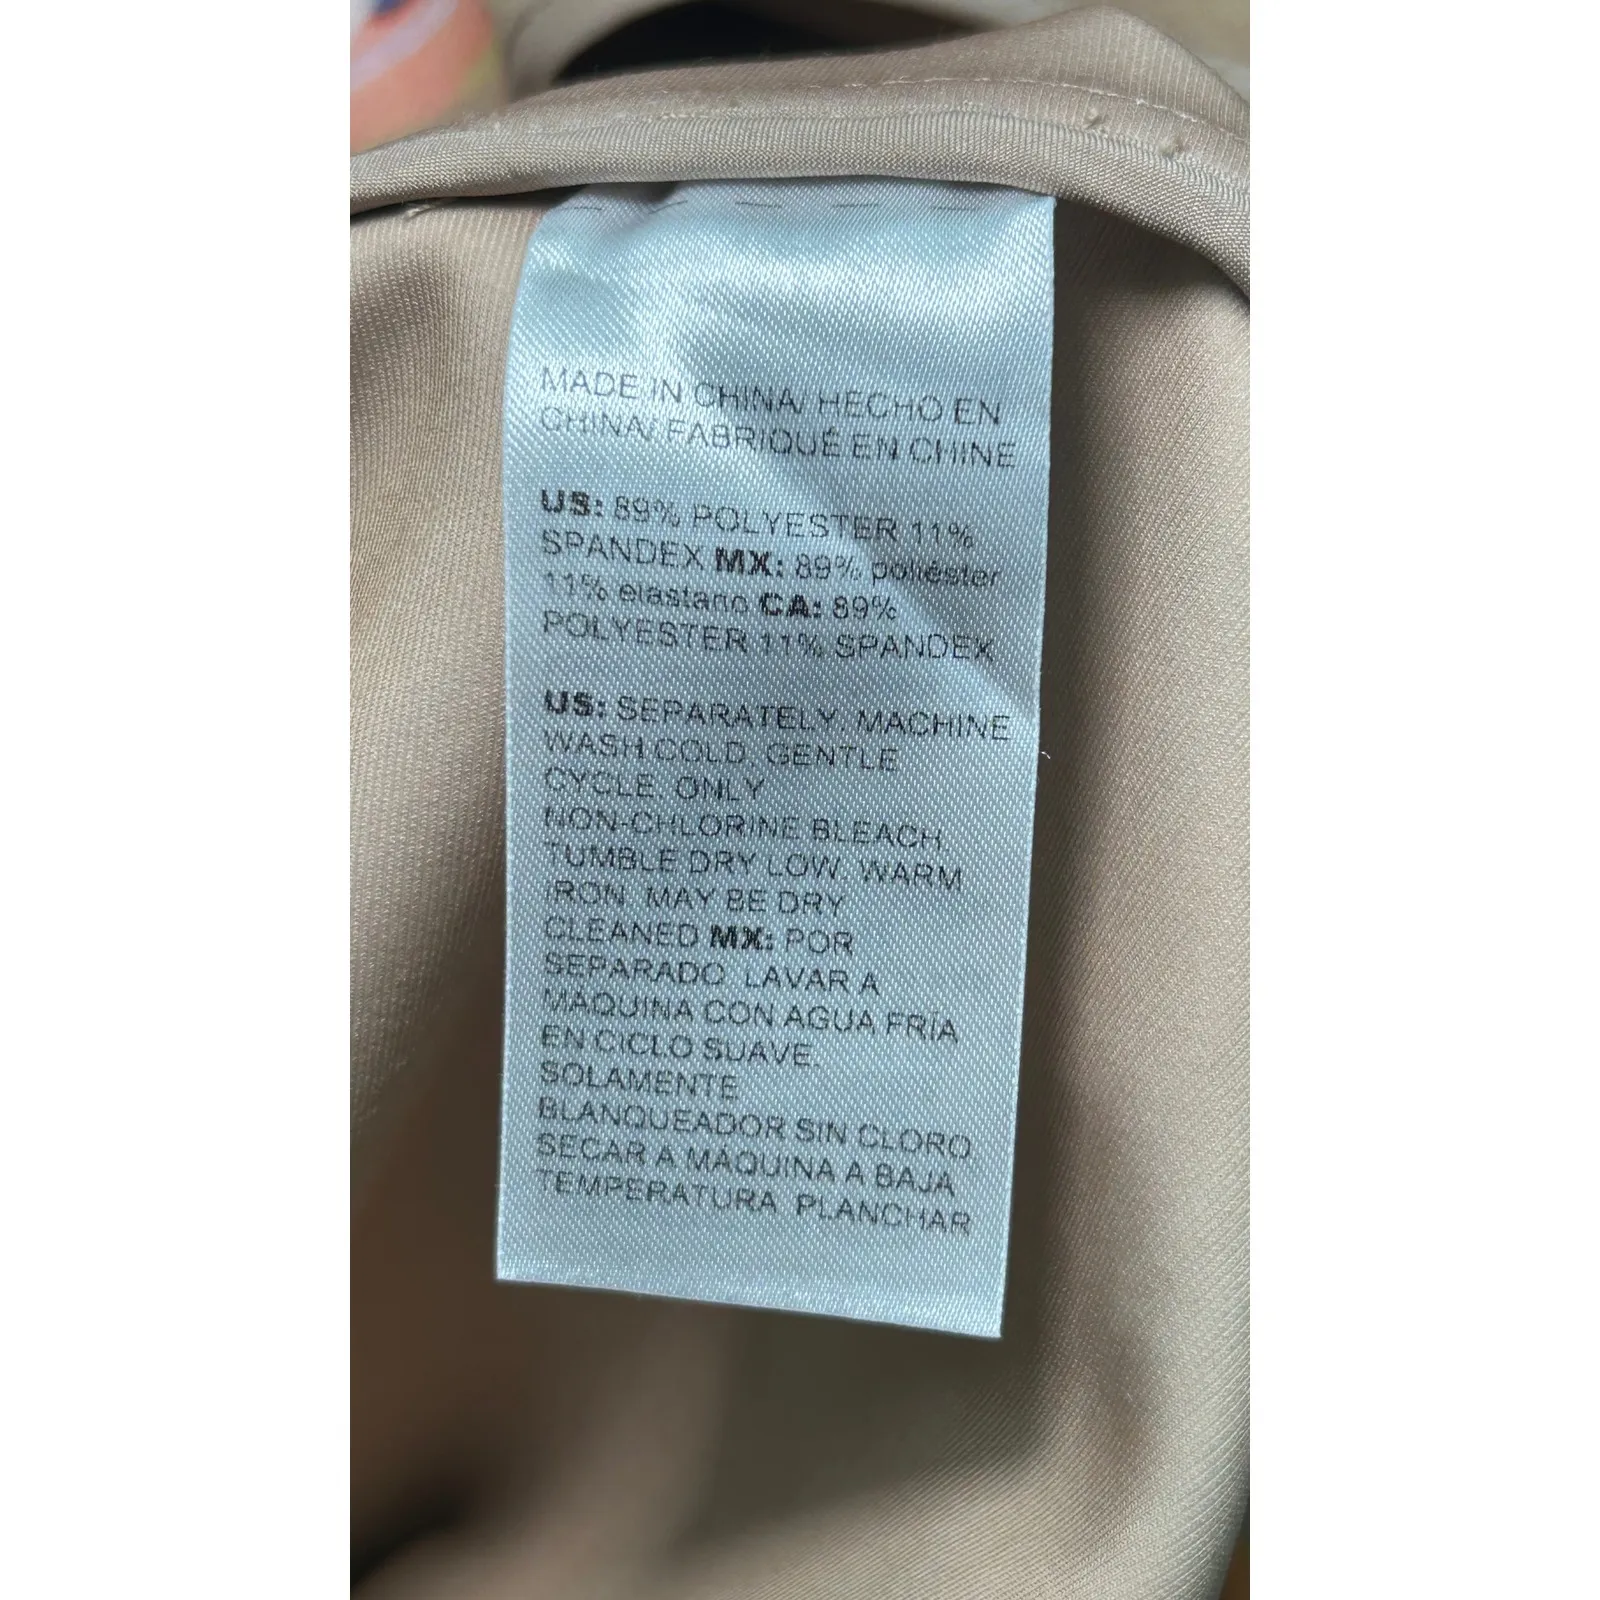 MADE IN CHINA/ HECHO EN
CHINA/ FABRIQUÉ EN CHINE
US: 89% POLYESTER 11%
SPANDEX MX: 89% poliéster
11% elastano CA: 89%
POLYESTER 11% SPANDEX
US: SEPARATELY. MACHINE
WASH COLD, GENTLE
CYCLE. ONLY
NON-CHLORINE BLEACH.
TUMBLE DRY LOW. WARM
IRON. MAY BE DRY
CLEANED MX: POR
SEPARADO. LAVAR A
MÁQUINA CON AGUA FRÍA
EN CICLO SUAVE.
SOLAMENTE
BLANQUEADOR SIN CLORO
SECAR A MÁQUINA A BAJA
TEMPERATURA PLANCHAR